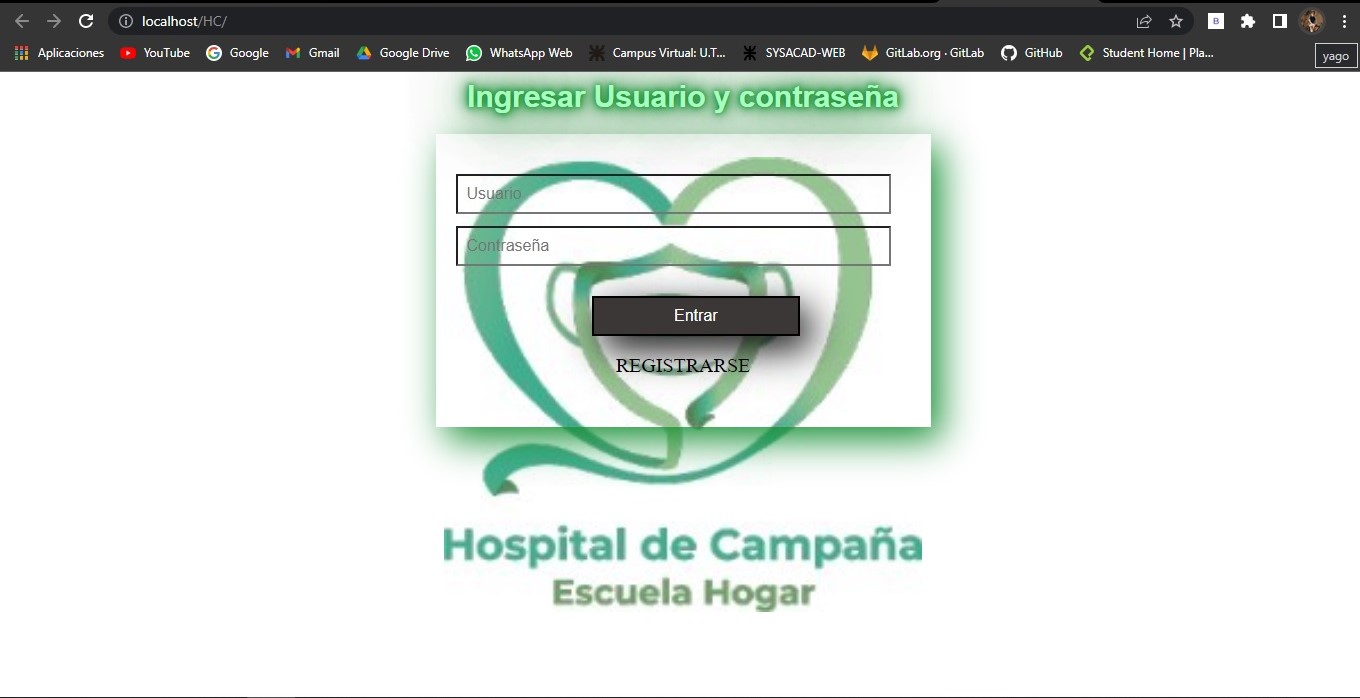 localhost/HC/
Aplicaciones YouTube Google Gmail Google Drive WhatsApp Web Campus Virtual: U.T... SYSACAD-WEB GitLab.org · GitLab GitHub Student Home | Pla... yago
Ingresar Usuario y contraseña
Usuario
Contraseña
Entrar
REGISTRARSE
Hospital de Campaña
Escuela Hogar